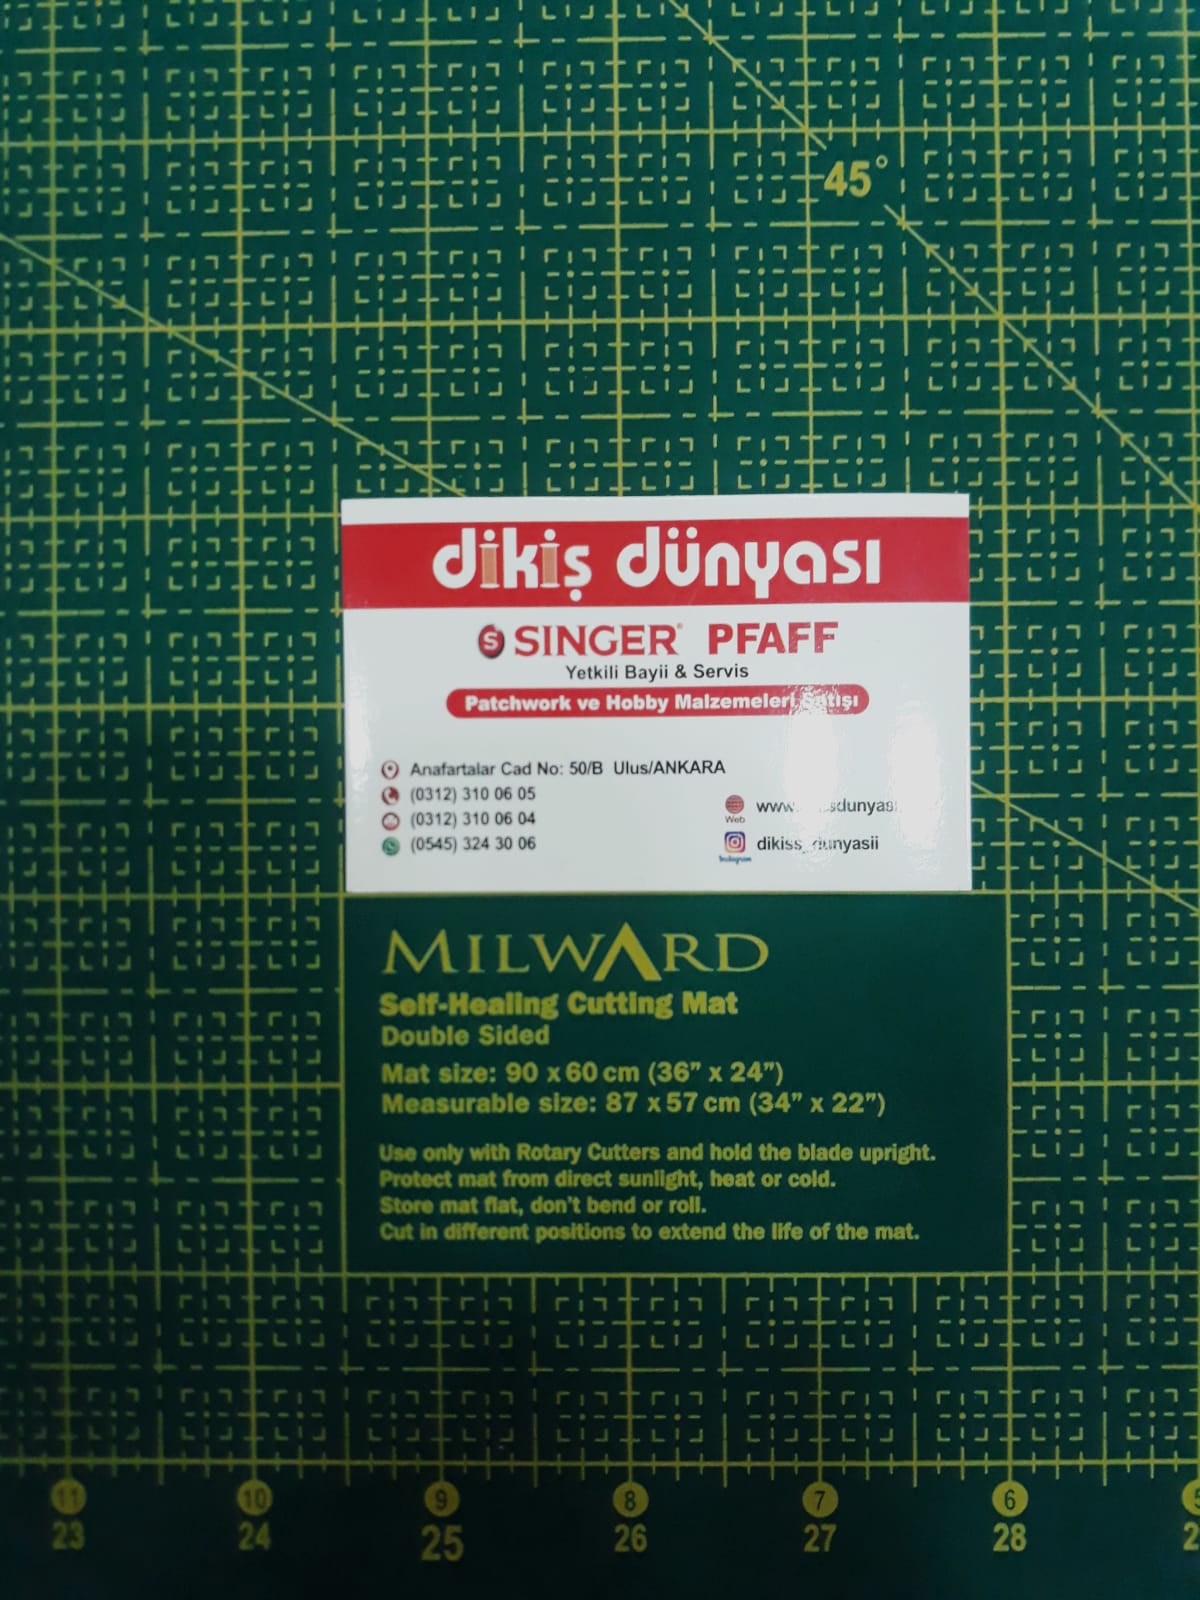 45°
dikiş dünyası
S SINGER® PFAFF
Yetkili Bayii & Servis
Patchwork ve Hobby Malzemeleri Satışı
Anafartalar Cad No: 50/B Ulus/ANKARA
(0312) 310 06 05
(0312) 310 06 04
(0545) 324 30 06
Web
dikiss_dunyasii
Instagram
MILWARD
Self-Healing Cutting Mat
Double Sided
Mat size: 90 x 60 cm (36” x 24”)
Measurable size: 87 x 57 cm (34” x 22”)
Use only with Rotary Cutters and hold the blade upright.
Protect mat from direct sunlight, heat or cold.
Store mat flat, don’t bend or roll.
Cut in different positions to extend the life of the mat.
11 10 9 8 7 6
23 24 25 26 27 28